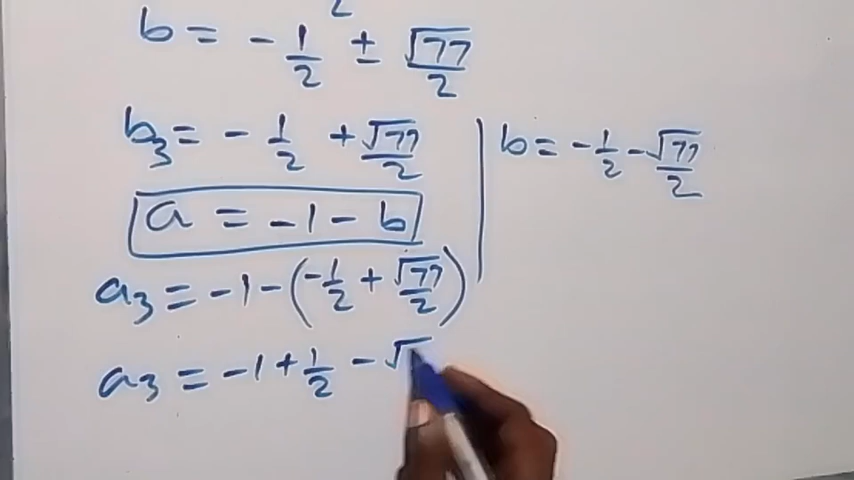 2
b = - 1/2 ± √77/2
b₃ = - 1/2 + √77/2
a = -1 - b
a₃ = -1 - (-1/2 + √77/2)
a₃ = -1 + 1/2 - √
b = - 1/2 - √77/2